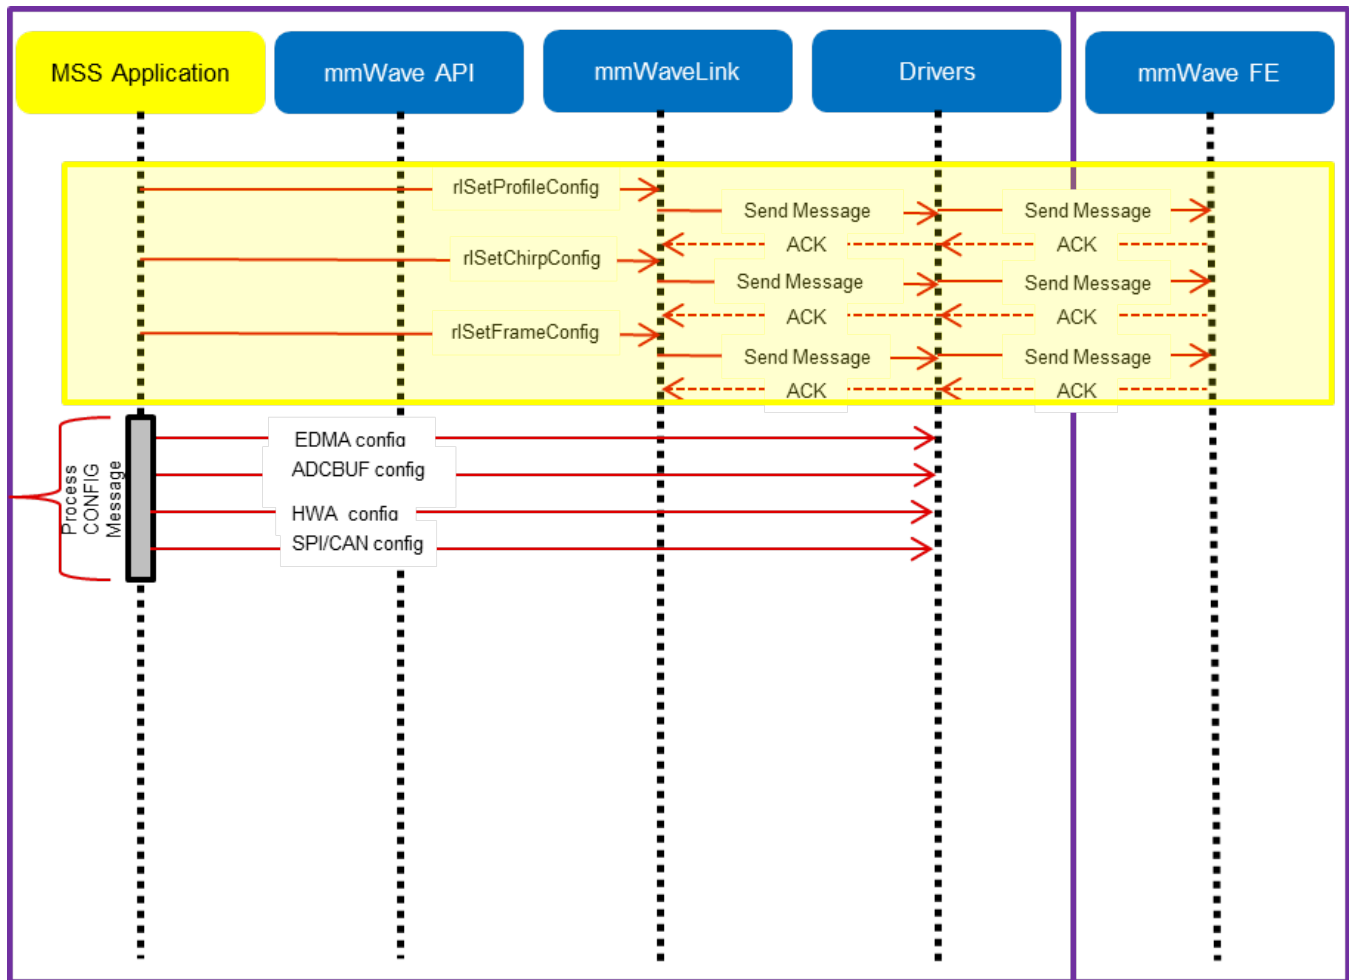 MSS Application
mmWave API
mmWaveLink
Drivers
mmWave FE
rlSetProfileConfig
Send Message
Send Message
ACK
ACK
rlSetChirpConfig
Send Message
Send Message
ACK
ACK
rlSetFrameConfig
Send Message
Send Message
ACK
ACK
Process
CONFIG
Message
EDMA config
ADCBUF config
HWA config
SPI/CAN config